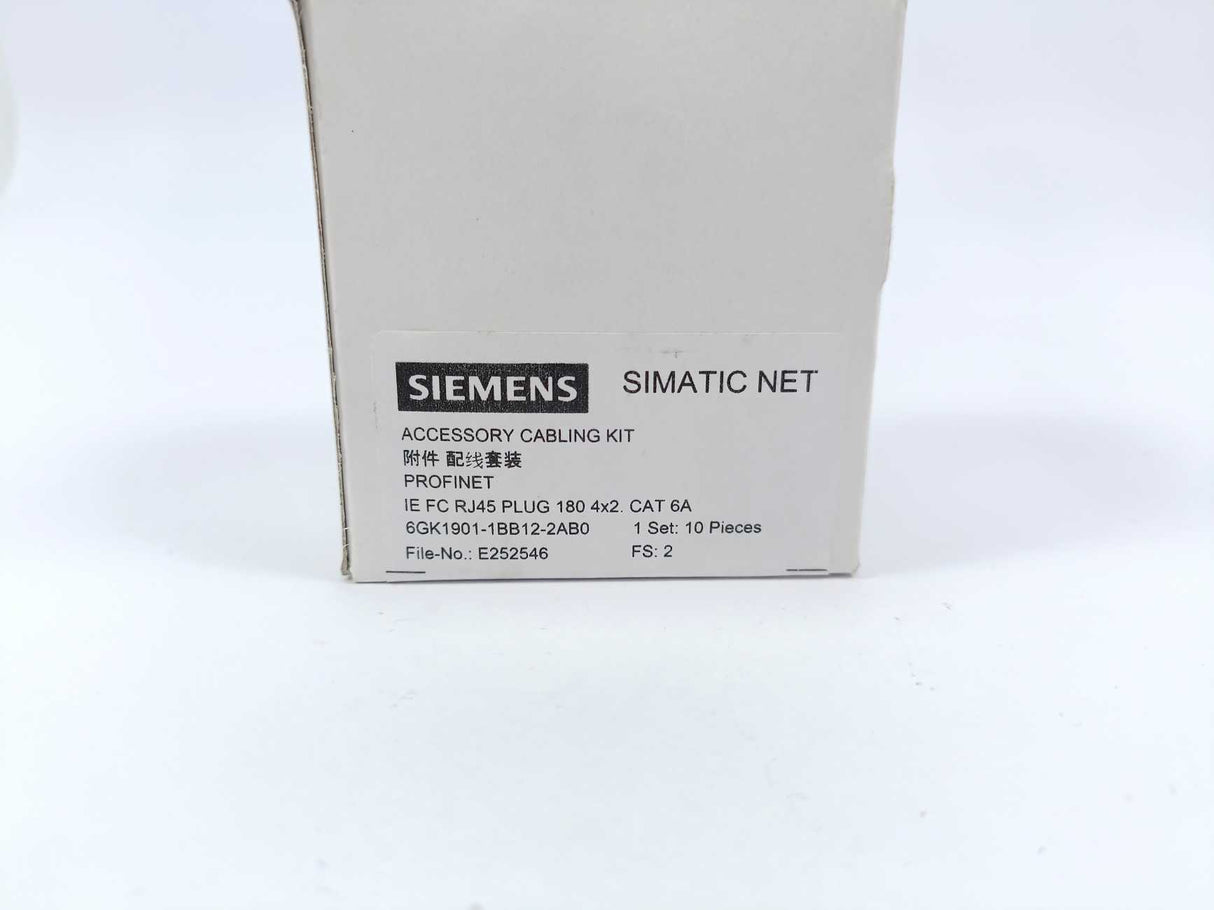 SIEMENS SIMATIC NET
ACCESSORY CABLING KIT
附件 配线套装
PROFINET
IE FC RJ45 PLUG 180 4x2. CAT 6A
6GK1901-1BB12-2AB0 1 Set: 10 Pieces
File-No.: E252546 FS: 2